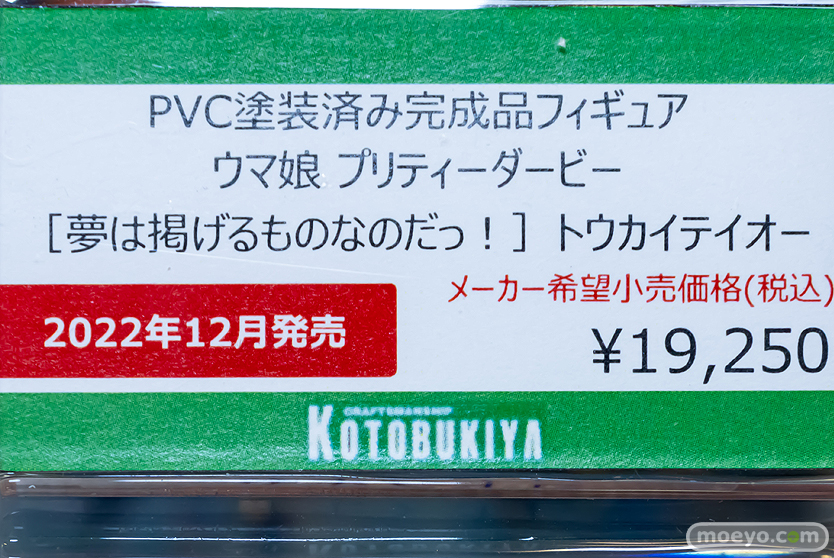 PVC塗装済み完成品フィギュア
ウマ娘 プリティーダービー
［夢は掲げるものなのだっ！］トウカイテイオー
メーカー希望小売価格(税込)
2022年12月発売
¥19,250
CRAFTSMANSHIP
KOTOBUKIYA
moeyo.com